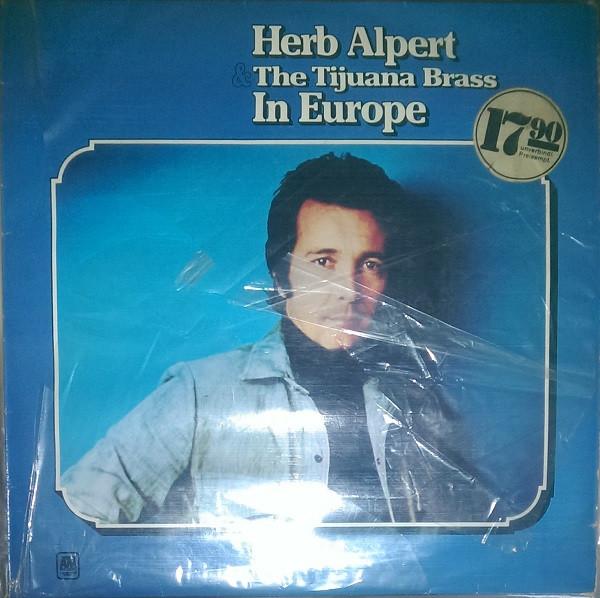 Herb Alpert
& The Tijuana Brass
In Europe
17 90
unverbindl.
Preisempf.
A&M